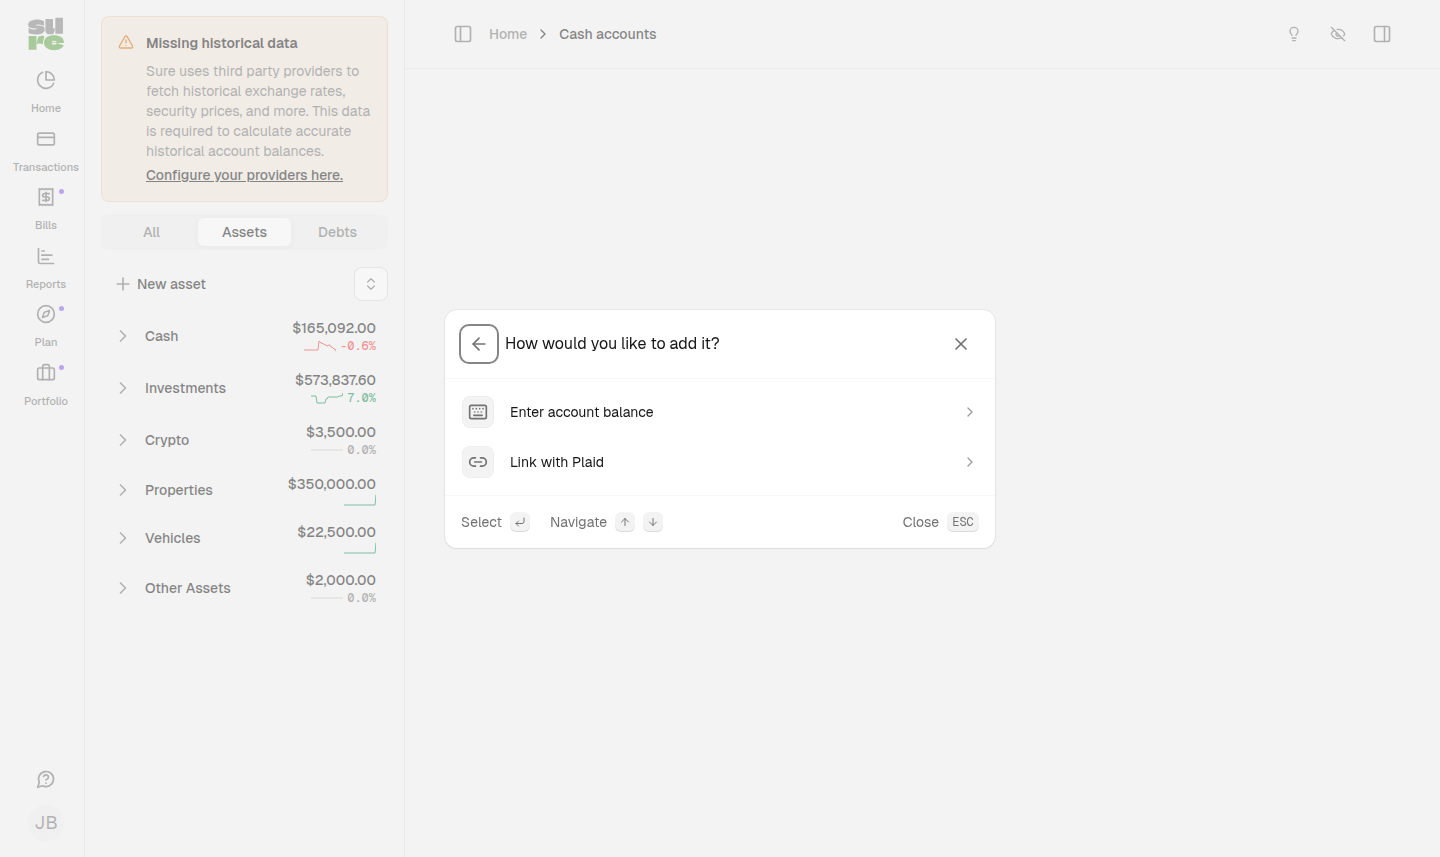 sure
Home
Transactions
Bills
Reports
Plan
Portfolio
JB
Missing historical data
Sure uses third party providers to
fetch historical exchange rates,
security prices, and more. This data
is required to calculate accurate
historical account balances.
Configure your providers here.
All Assets Debts
New asset
Cash $165,092.00
-0.6%
Investments $573,837.60
7.0%
Crypto $3,500.00
0.0%
Properties $350,000.00
Vehicles $22,500.00
Other Assets $2,000.00
0.0%
Home Cash accounts
How would you like to add it?
Enter account balance
Link with Plaid
Select Navigate Close ESC